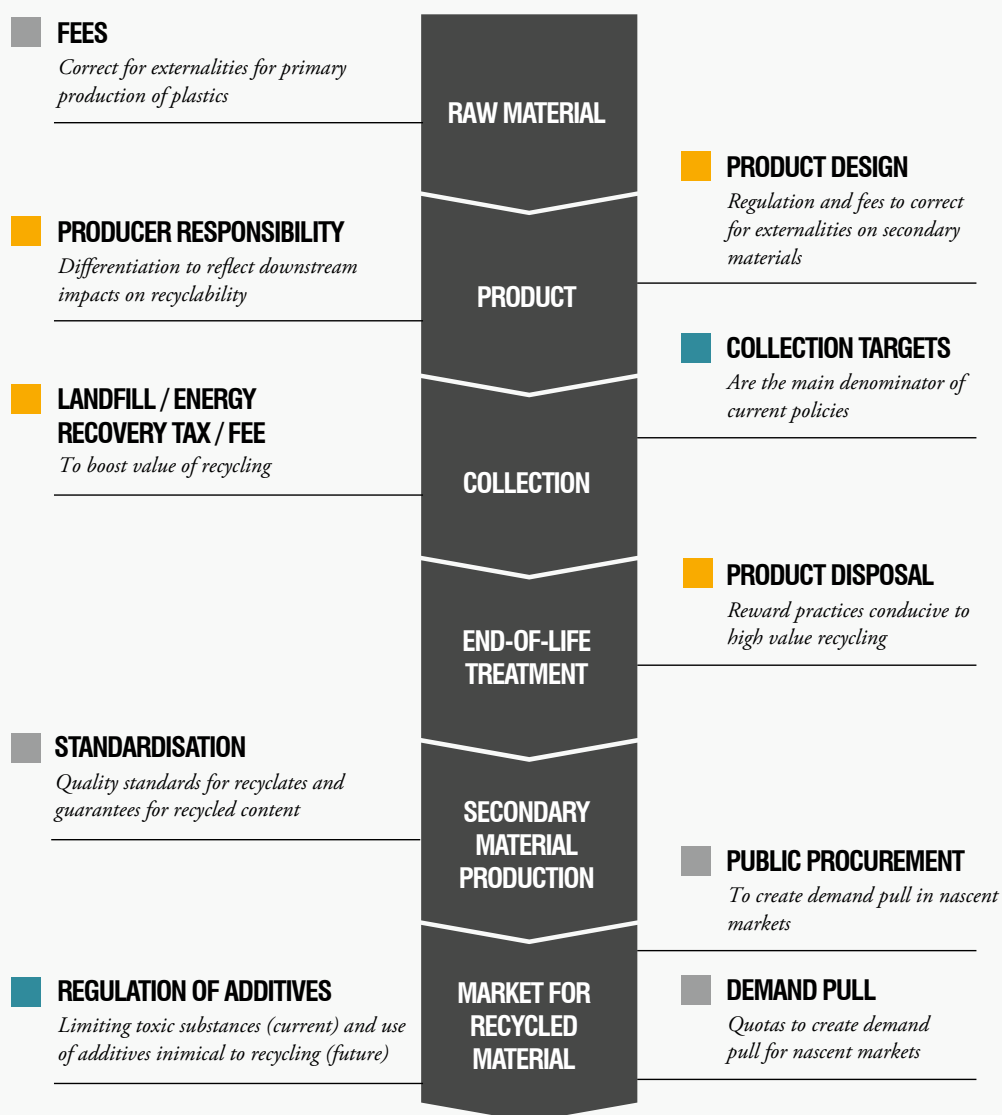 FEES
Correct for externalities for primary
production of plastics
RAW MATERIAL
PRODUCT DESIGN
Regulation and fees to correct
for externalities on secondary
materials
PRODUCER RESPONSIBILITY
Differentiation to reflect downstream
impacts on recyclability
PRODUCT
COLLECTION TARGETS
Are the main denominator of
current policies
LANDFILL / ENERGY
RECOVERY TAX / FEE
To boost value of recycling
COLLECTION
PRODUCT DISPOSAL
Reward practices conducive to
high value recycling
END-OF-LIFE
TREATMENT
STANDARDISATION
Quality standards for recyclates and
guarantees for recycled content
SECONDARY
MATERIAL
PRODUCTION
PUBLIC PROCUREMENT
To create demand pull in nascent
markets
REGULATION OF ADDITIVES
Limiting toxic substances (current) and use
of additives inimical to recycling (future)
MARKET FOR
RECYCLED
MATERIAL
DEMAND PULL
Quotas to create demand
pull for nascent markets